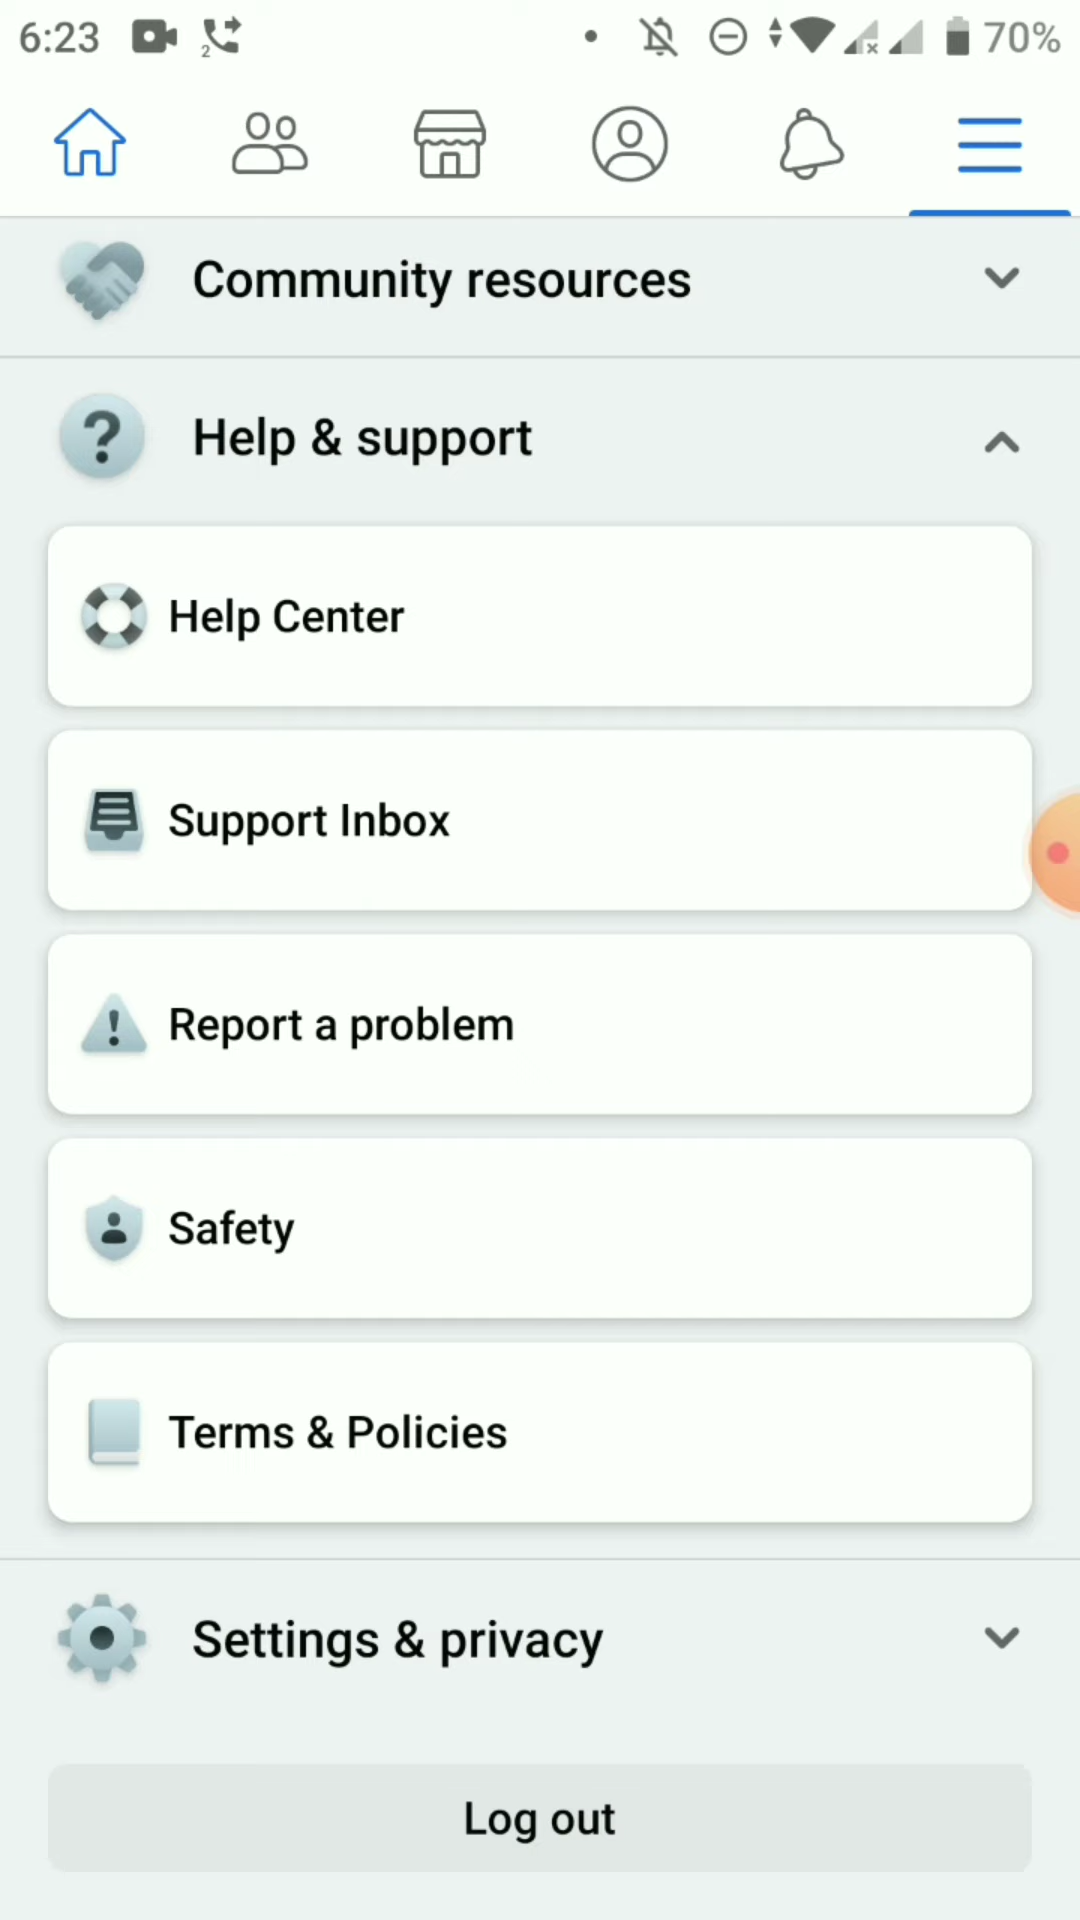 6:23 2 70%
Community resources
Help & support
Help Center
Support Inbox
Report a problem
Safety
Terms & Policies
Settings & privacy
Log out